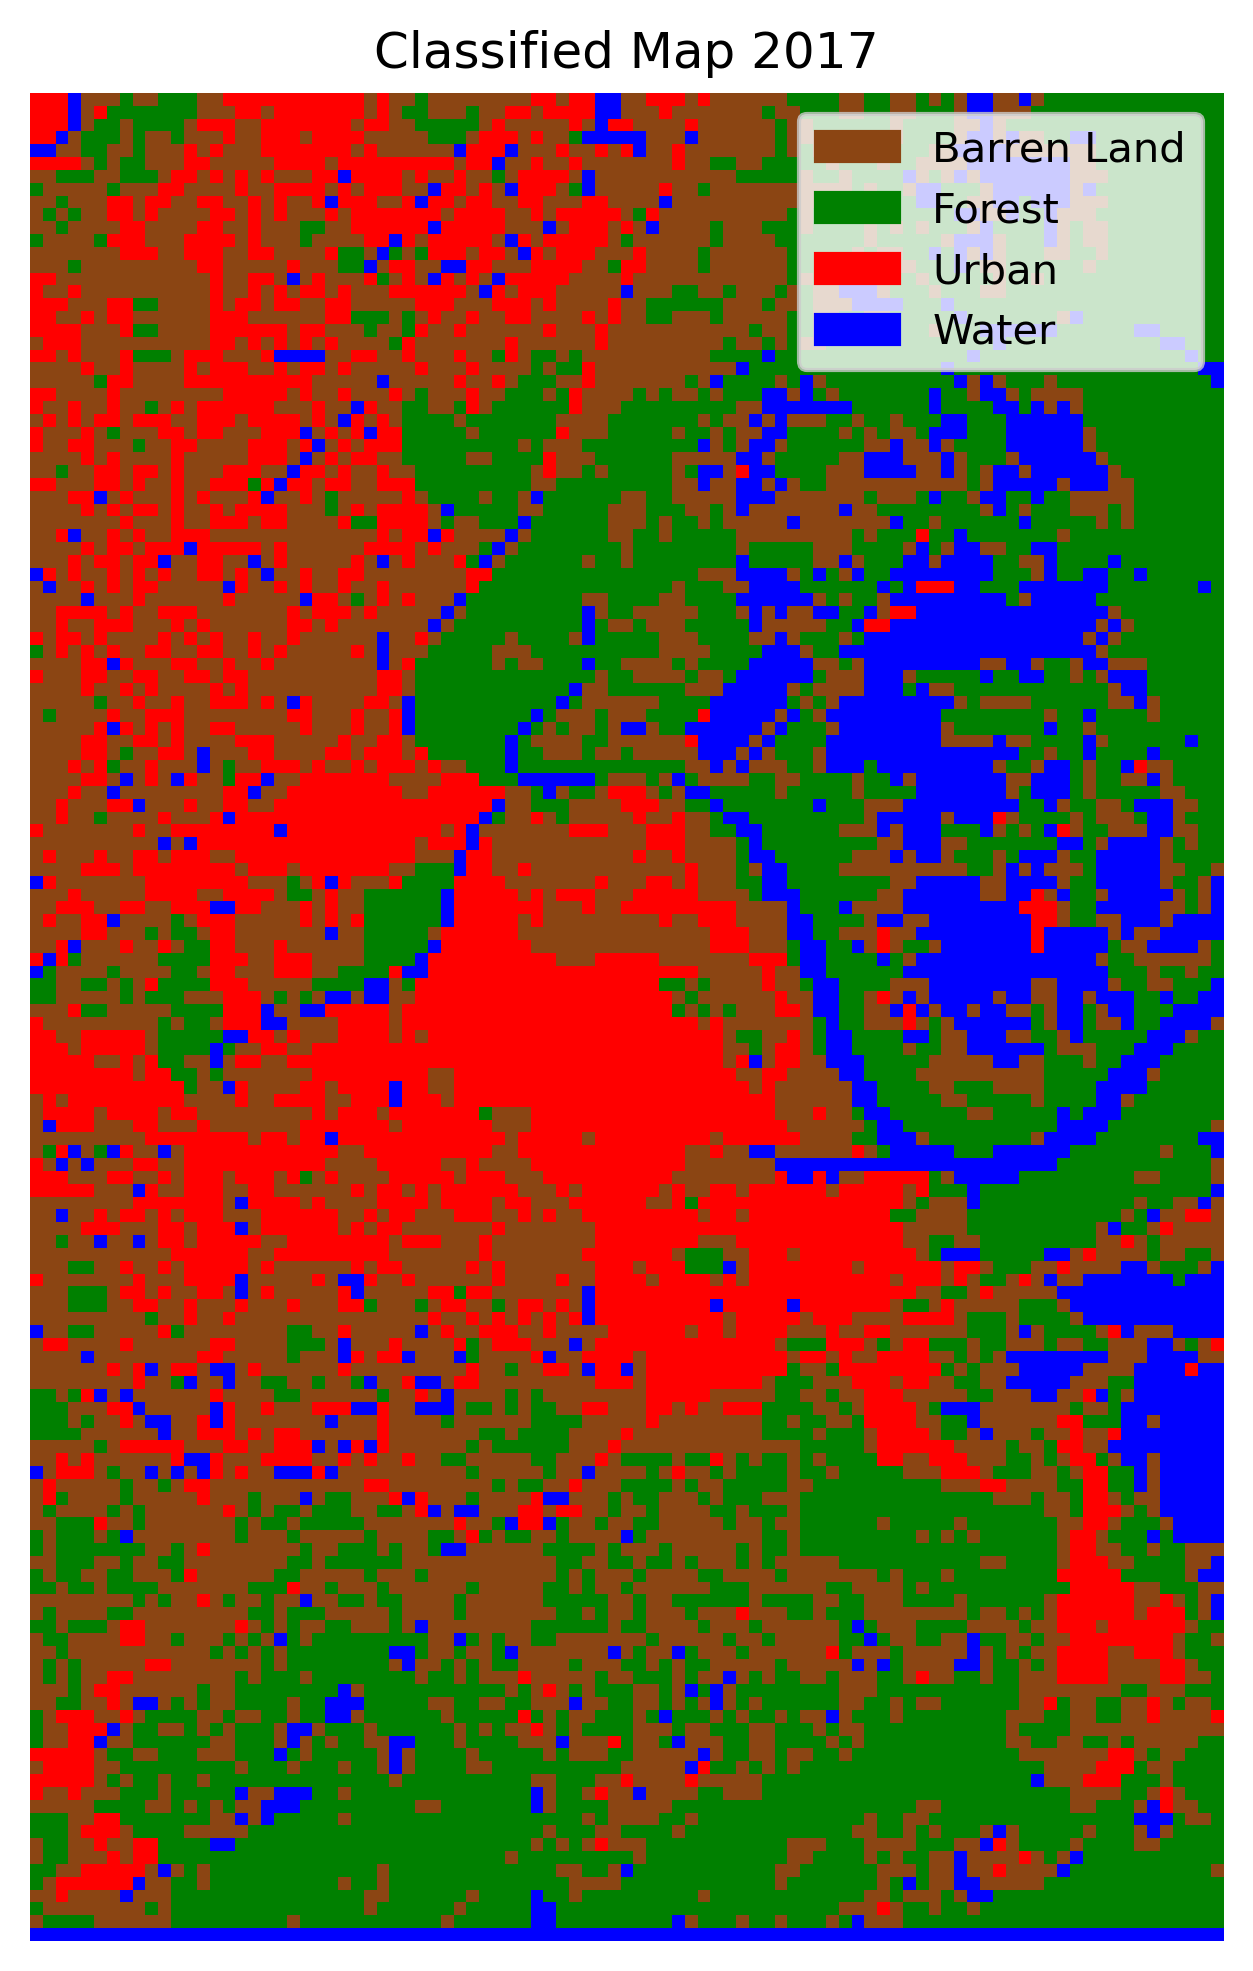 Classified Map 2017
Barren Land
Forest
Urban
Water